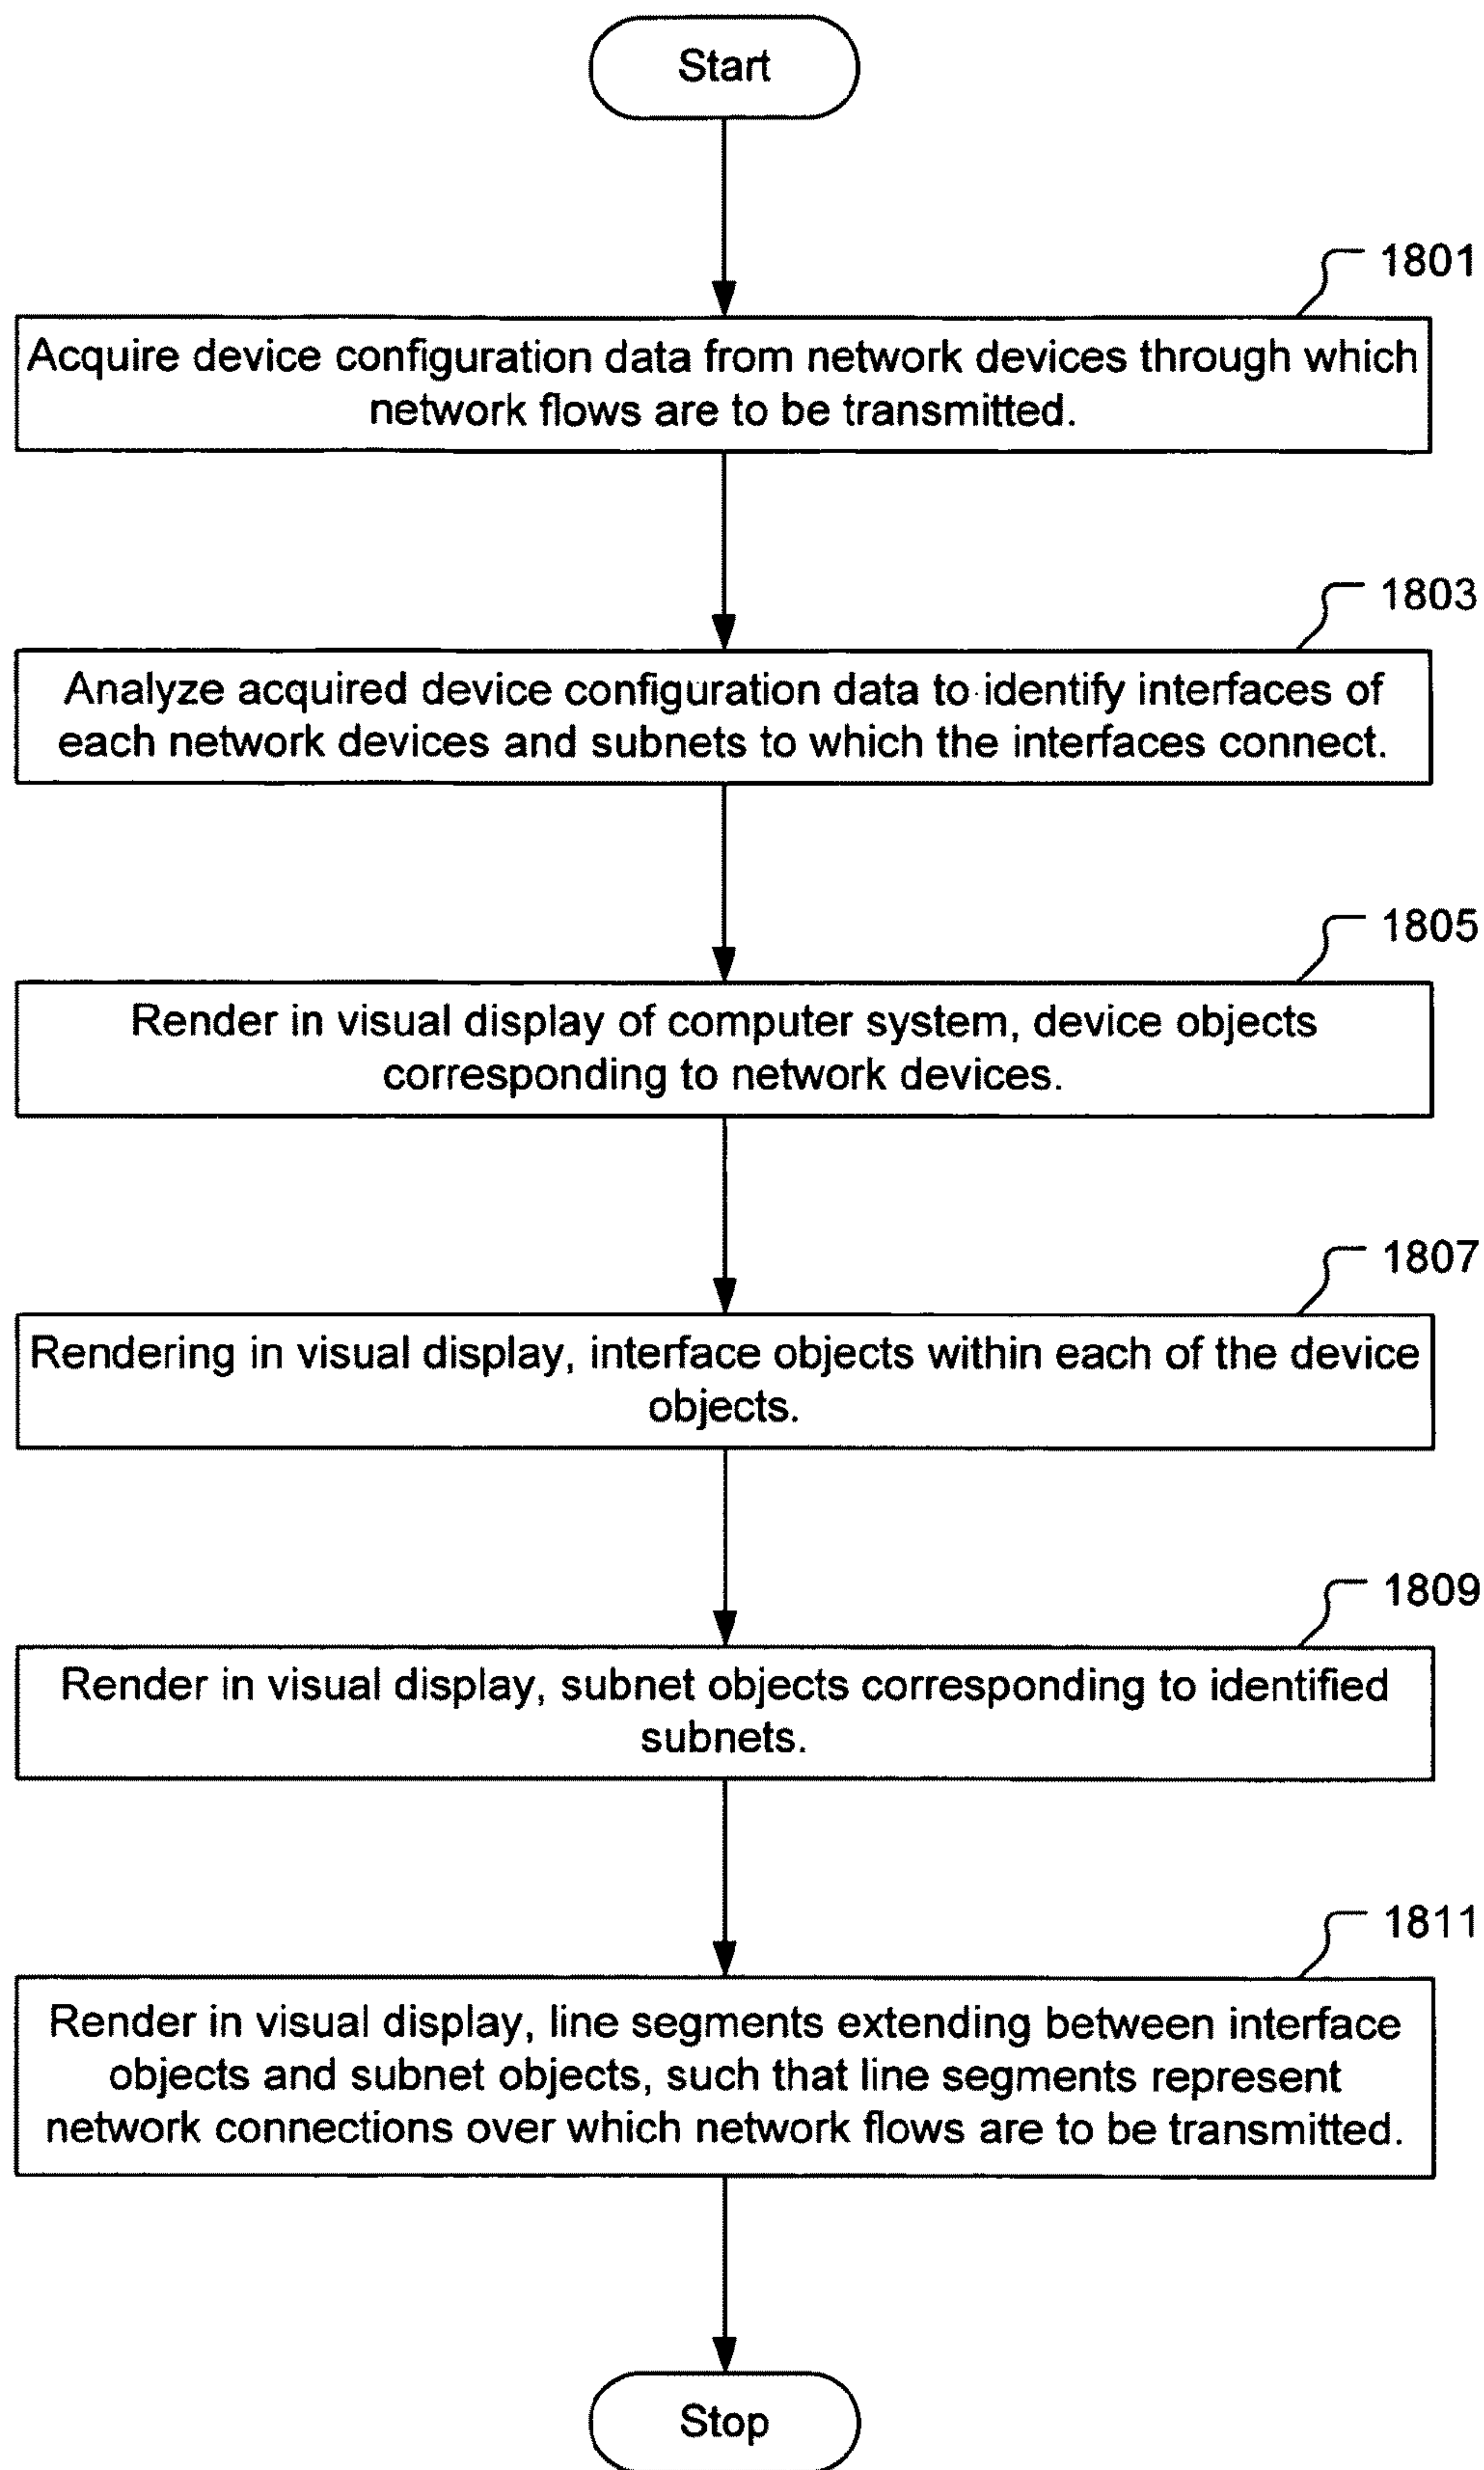 Start
1801
Acquire device configuration data from network devices through which
network flows are to be transmitted.
1803
Analyze acquired device configuration data to identify interfaces of
each network devices and subnets to which the interfaces connect.
1805
Render in visual display of computer system, device objects
corresponding to network devices.
1807
Rendering in visual display, interface objects within each of the device
objects.
1809
Render in visual display, subnet objects corresponding to identified
subnets.
1811
Render in visual display, line segments extending between interface
objects and subnet objects, such that line segments represent
network connections over which network flows are to be transmitted.
Stop